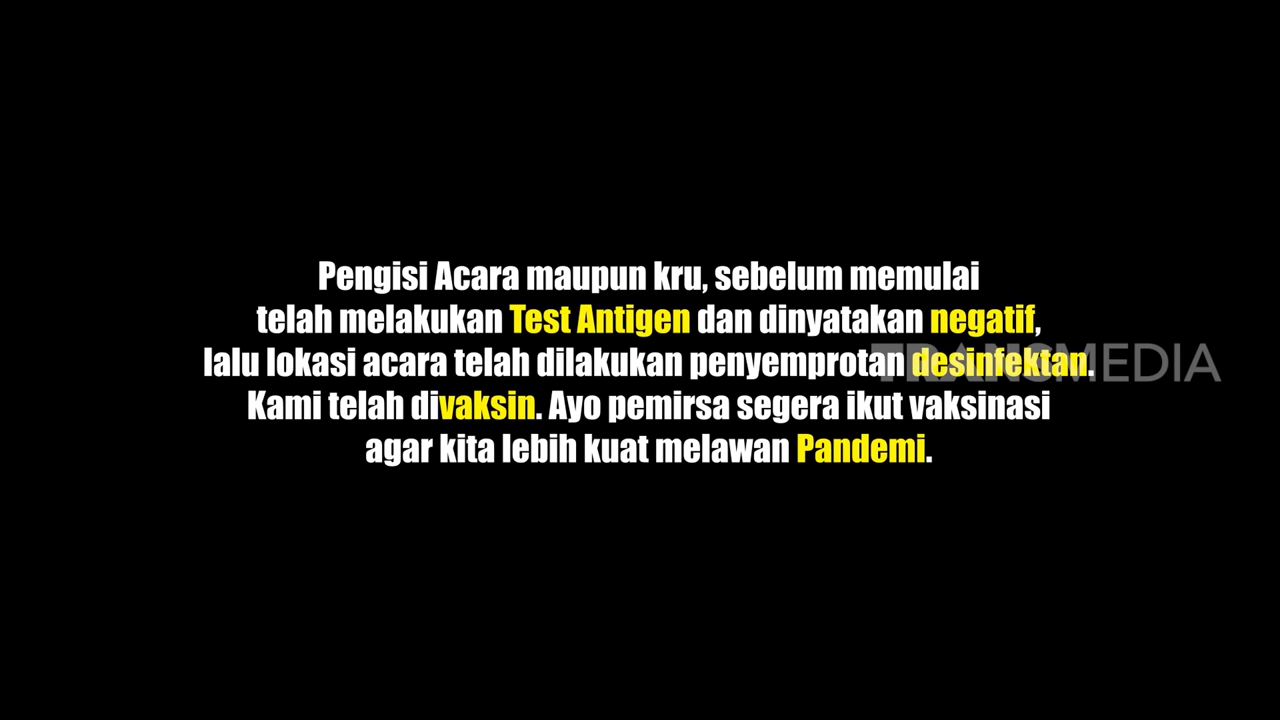 Pengisi Acara maupun kru, sebelum memulai
telah melakukan Test Antigen dan dinyatakan negatif,
lalu lokasi acara telah dilakukan penyemprotan desinfektan.
TRANSMEDIA
Kami telah divaksin. Ayo pemirsa segera ikut vaksinasi
agar kita lebih kuat melawan Pandemi.